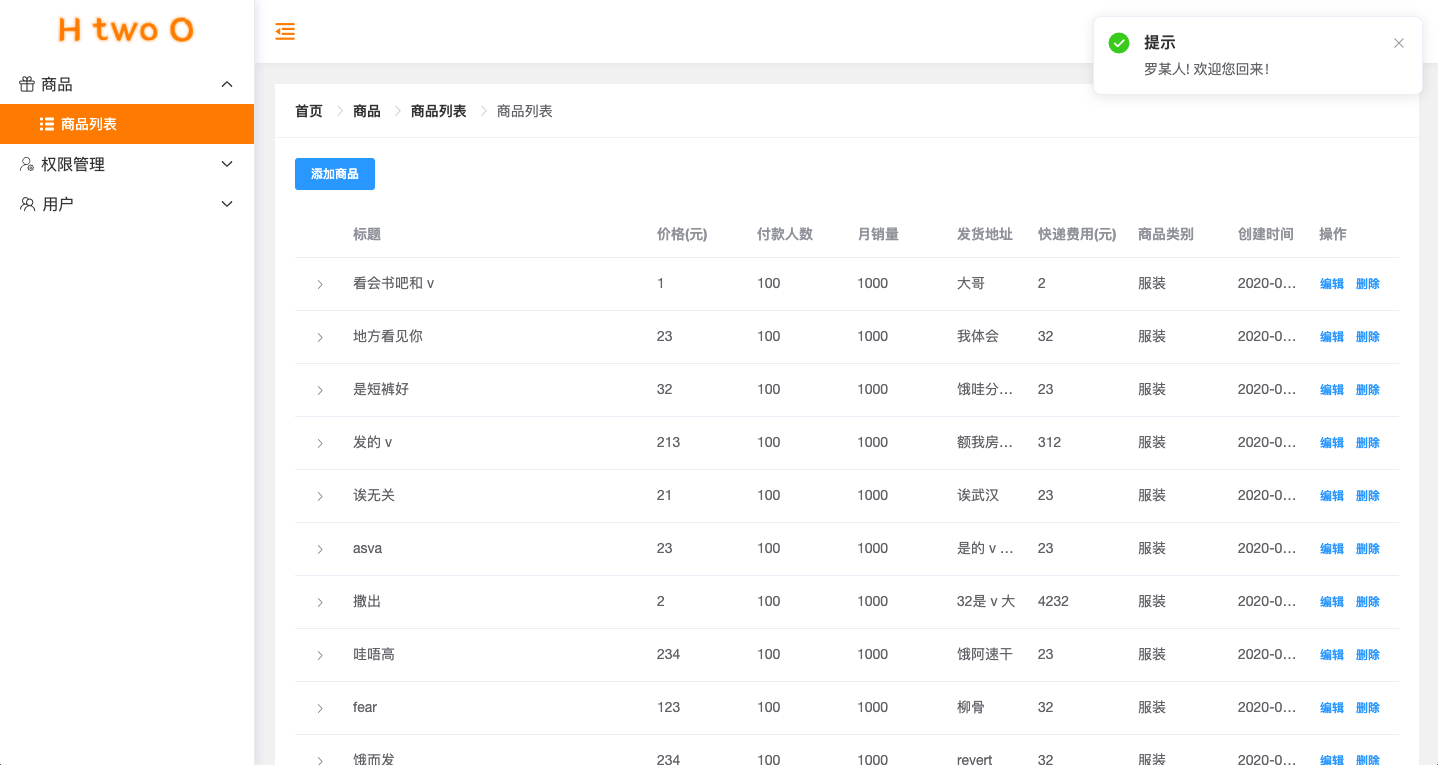 H two O
商品
商品列表
权限管理
用户
提示
罗某人! 欢迎您回来!
首页 商品 商品列表 商品列表
添加商品
标题 价格(元) 付款人数 月销量 发货地址 快递费用(元) 商品类别 创建时间 操作
看会书吧和 v 1 100 1000 大哥 2 服装 2020-0... 编辑 删除
地方看见你 23 100 1000 我体会 32 服装 2020-0... 编辑 删除
是短裤好 32 100 1000 饿哇分... 23 服装 2020-0... 编辑 删除
发的 v 213 100 1000 额我房... 312 服装 2020-0... 编辑 删除
诶无关 21 100 1000 诶武汉 23 服装 2020-0... 编辑 删除
asva 23 100 1000 是的 v ... 23 服装 2020-0... 编辑 删除
撒出 2 100 1000 32是 v 大 4232 服装 2020-0... 编辑 删除
哇唔高 234 100 1000 饿阿速干 23 服装 2020-0... 编辑 删除
fear 123 100 1000 柳骨 32 服装 2020-0... 编辑 删除
饿而发 234 100 1000 revert 32 服装 2020-0... 编辑 删除